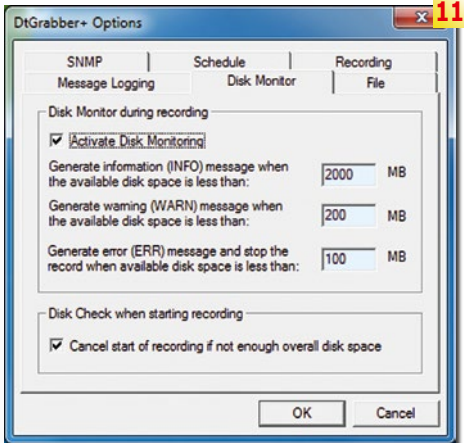 11
DtGrabber+ Options
SNMP Schedule Recording
Message Logging Disk Monitor File
Disk Monitor during recording
Activate Disk Monitoring
Generate information (INFO) message when
the available disk space is less than: 2000 MB
Generate warning (WARN) message when
the available disk space is less than: 200 MB
Generate error (ERR) message and stop the
record when available disk space is less than: 100 MB
Disk Check when starting recording
Cancel start of recording if not enough overall disk space
OK Cancel